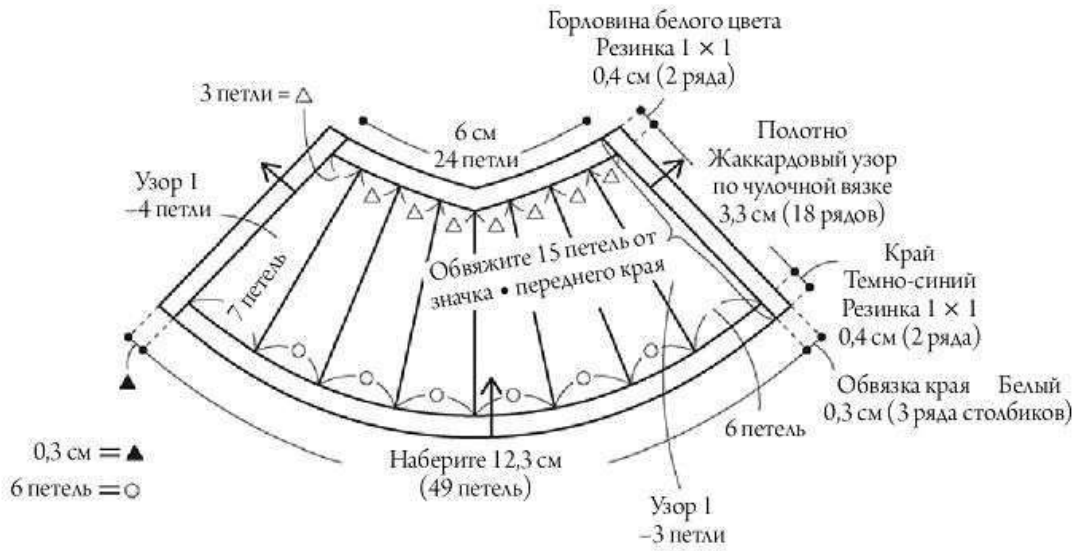 Горловина белого цвета
Резинка 1 × 1
0,4 см (2 ряда)
3 петли = △
6 см
24 петли
Полотно
Жаккардовый узор
по чулочной вязке
3,3 см (18 рядов)
Узор 1
–4 петли
Обвяжите 15 петель от
значка • переднего края
7 петель
Край
Темно-синий
Резинка 1 × 1
0,4 см (2 ряда)
Обвязка края Белый
0,3 см (3 ряда столбиков)
6 петель
0,3 см = ▲
6 петель = ○
Наберите 12,3 см
(49 петель)
Узор 1
–3 петли